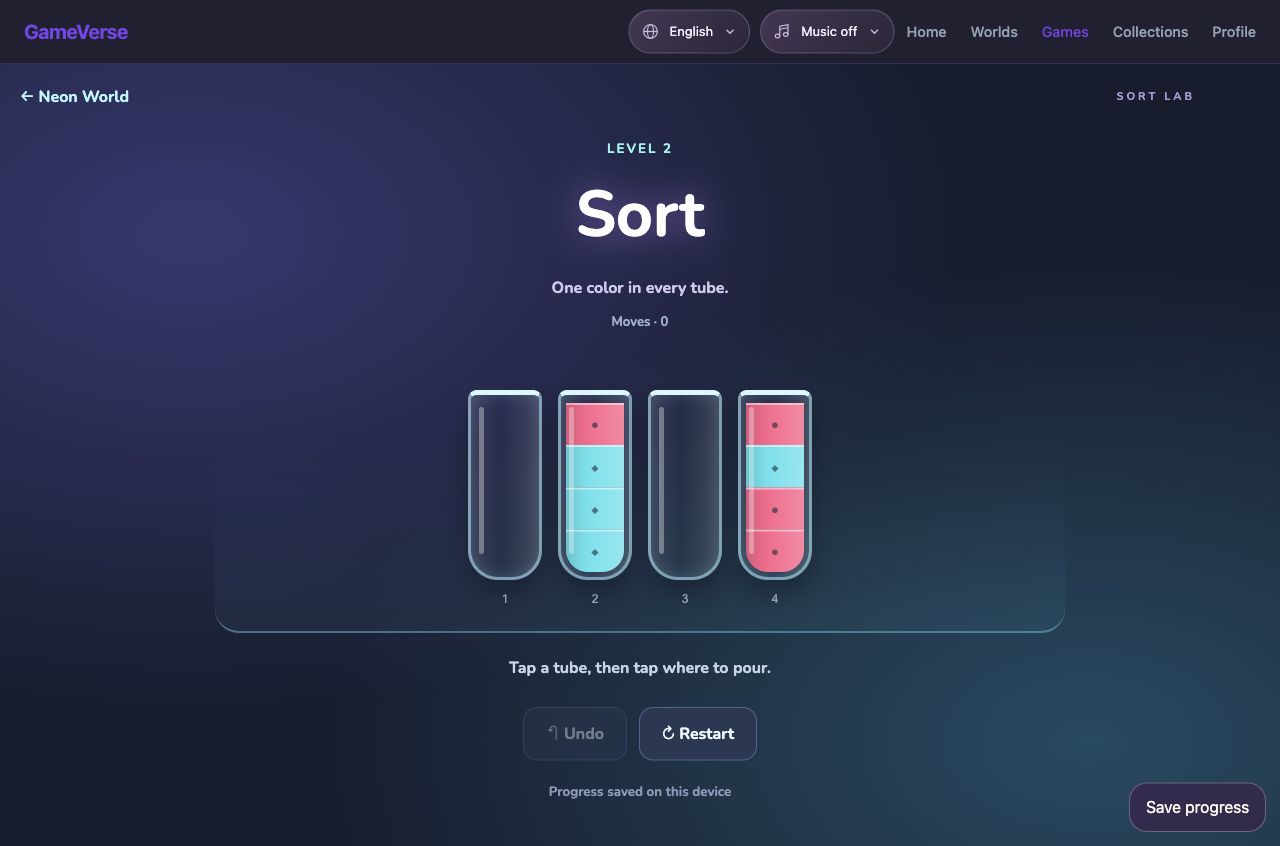 GameVerse
English
Music off
Home
Worlds
Games
Collections
Profile
← Neon World
SORT LAB
LEVEL 2
Sort
One color in every tube.
Moves · 0
1
2
3
4
Tap a tube, then tap where to pour.
↶ Undo
↻ Restart
Progress saved on this device
Save progress